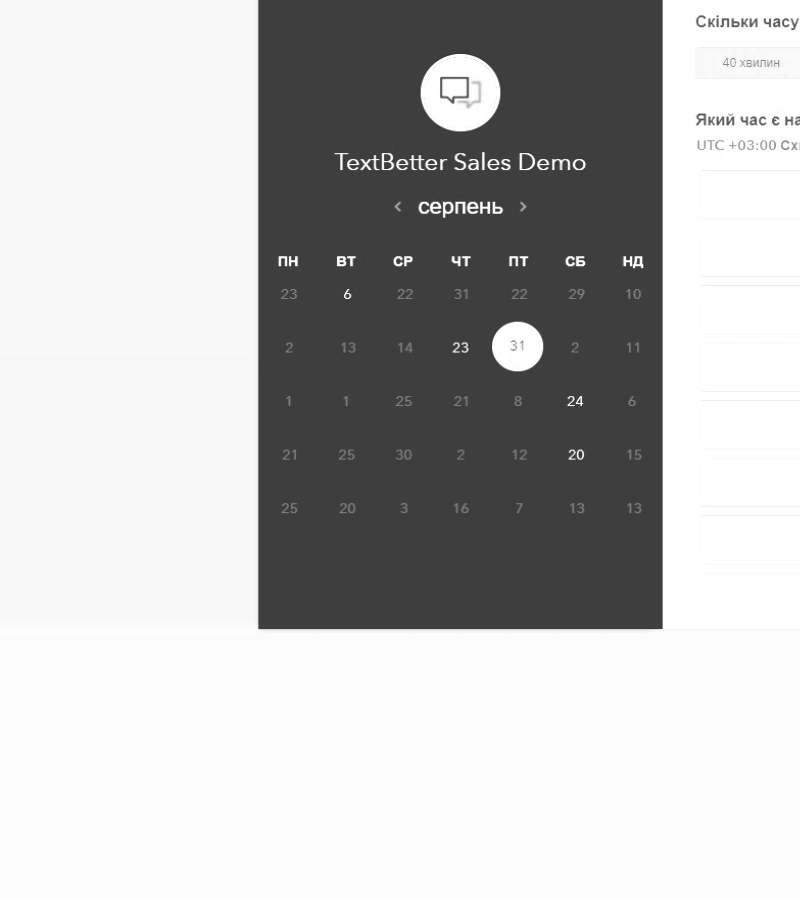 Скільки часу
40 хвилин
Який час є на
UTC +03:00 Схі
TextBetter Sales Demo
серпень
ПН ВТ СР ЧТ ПТ СБ НД
23 6 22 31 22 29 10
2 13 14 23 31 2 11
1 1 25 21 8 24 6
21 25 30 2 12 20 15
25 20 3 16 7 13 13